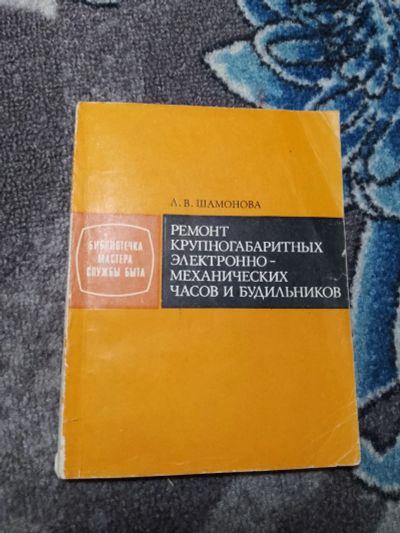 Л. В. ШАМОНОВА
БИБЛИОТЕЧКА
МАСТЕРА
СЛУЖБЫ БЫТА
РЕМОНТ
КРУПНОГАБАРИТНЫХ
ЭЛЕКТРОННО-
МЕХАНИЧЕСКИХ
ЧАСОВ И БУДИЛЬНИКОВ